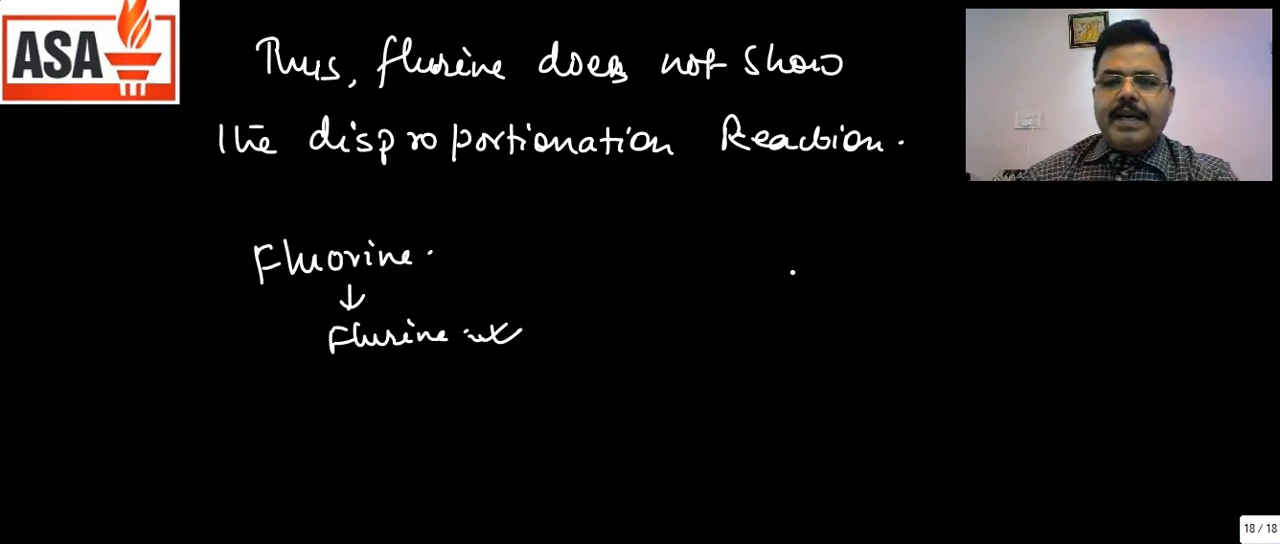 ASA
Thus, flurine does not show
the disproportionation Reaction.
Fluorine.
↓
Flurine
18 / 18